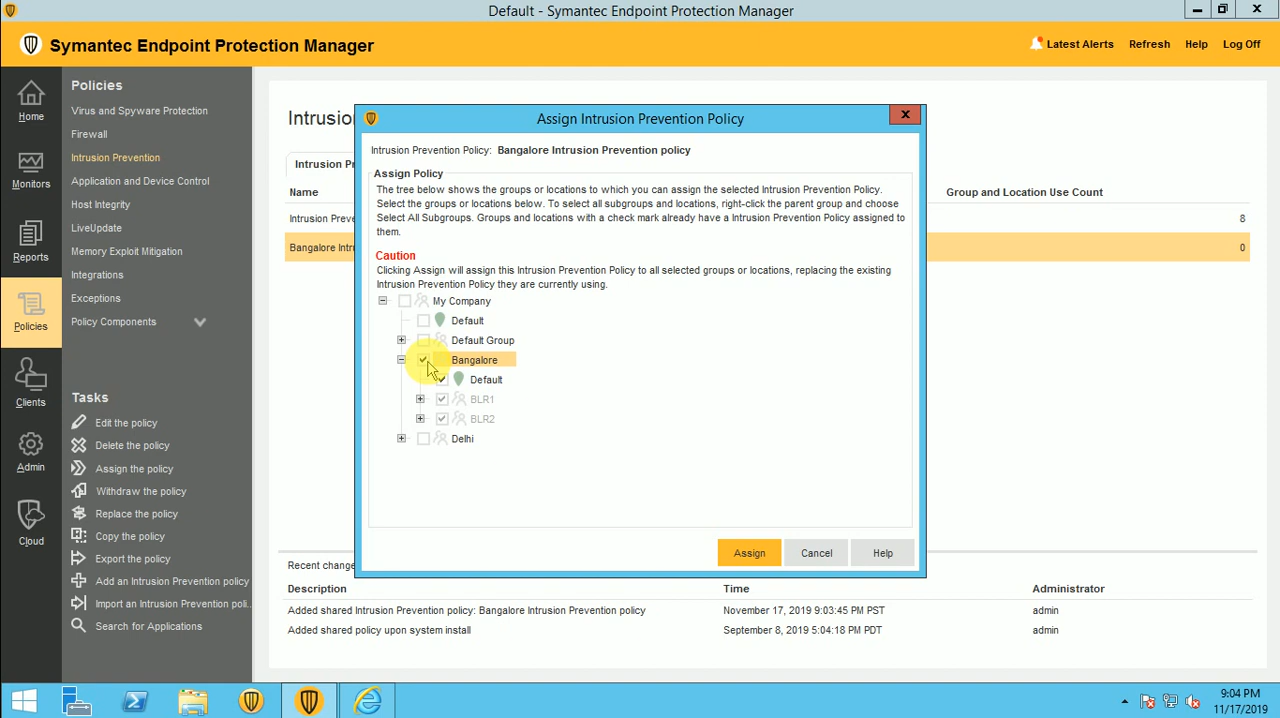 Default - Symantec Endpoint Protection Manager
Symantec Endpoint Protection Manager
Latest Alerts
Refresh
Help
Log Off
Home
Monitors
Reports
Policies
Clients
Admin
Cloud
Policies
Virus and Spyware Protection
Firewall
Intrusion Prevention
Application and Device Control
Host Integrity
LiveUpdate
Memory Exploit Mitigation
Integrations
Exceptions
Policy Components
Tasks
Edit the policy
Delete the policy
Assign the policy
Withdraw the policy
Replace the policy
Copy the policy
Export the policy
Add an Intrusion Prevention policy
Import an Intrusion Prevention poli...
Search for Applications
Intrusio
Intrusion Pr
Name
Group and Location Use Count
Intrusion Preve
8
Bangalore Intru
0
Assign Intrusion Prevention Policy
Intrusion Prevention Policy: Bangalore Intrusion Prevention policy
Assign Policy
The tree below shows the groups or locations to which you can assign the selected Intrusion Prevention Policy.
Select the groups or locations below. To select all subgroups and locations, right-click the parent group and choose
Select All Subgroups. Groups and locations with a check mark already have a Intrusion Prevention Policy assigned to
them.
Caution
Clicking Assign will assign this Intrusion Prevention Policy to all selected groups or locations, replacing the existing
Intrusion Prevention Policy they are currently using.
My Company
Default
Default Group
Bangalore
Default
BLR1
BLR2
Delhi
Assign
Cancel
Help
Recent change
Description
Time
Administrator
Added shared Intrusion Prevention policy: Bangalore Intrusion Prevention policy
November 17, 2019 9:03:45 PM PST
admin
Added shared policy upon system install
September 8, 2019 5:04:18 PM PDT
admin
9:04 PM
11/17/2019